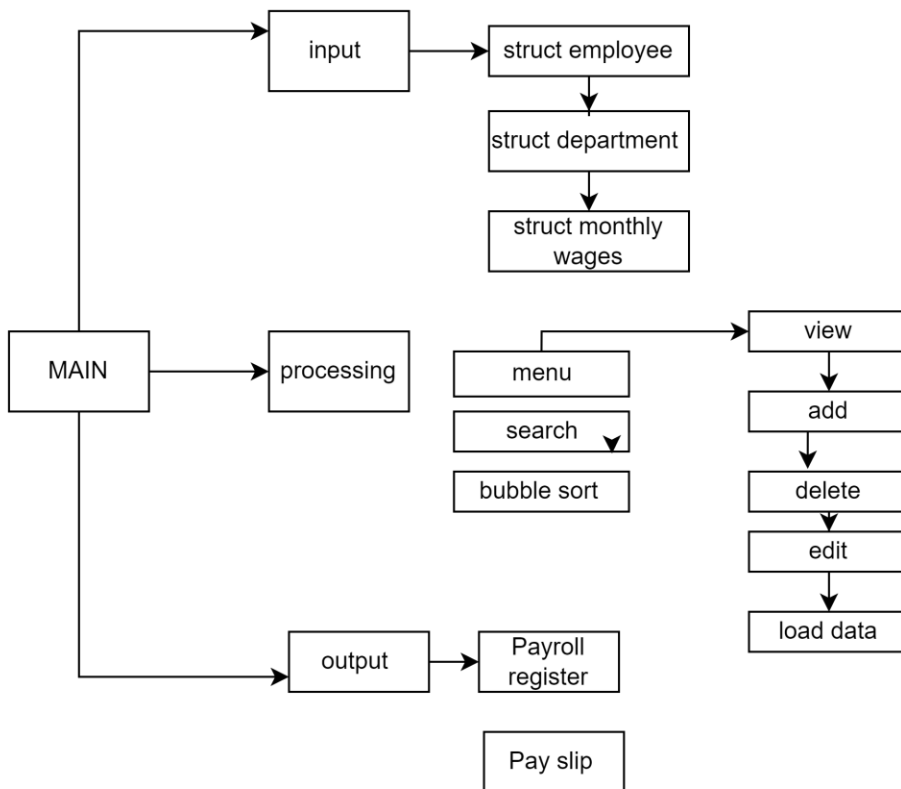 input
struct employee
struct department
struct monthly
wages
MAIN
processing
menu
search
bubble sort
view
add
delete
edit
load data
output
Payroll
register
Pay slip